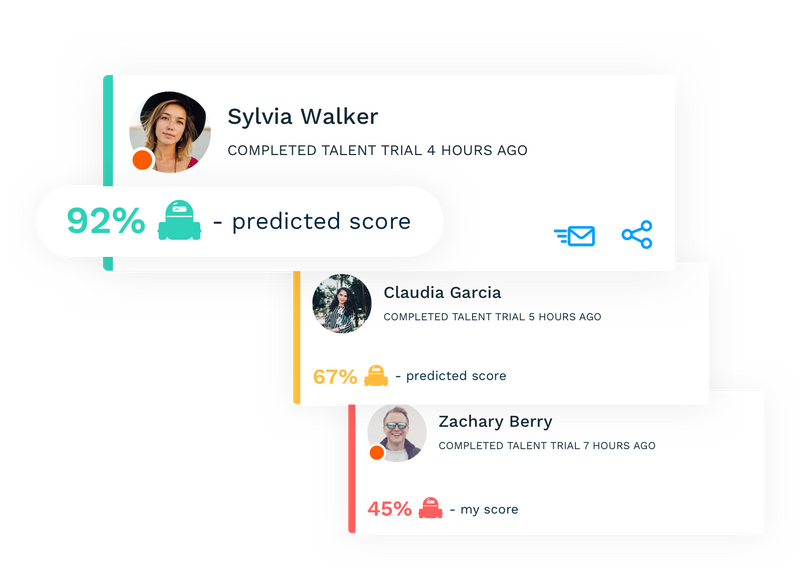 Sylvia Walker
COMPLETED TALENT TRIAL 4 HOURS AGO
92% - predicted score
Claudia Garcia
COMPLETED TALENT TRIAL 5 HOURS AGO
67% - predicted score
Zachary Berry
COMPLETED TALENT TRIAL 7 HOURS AGO
45% - my score